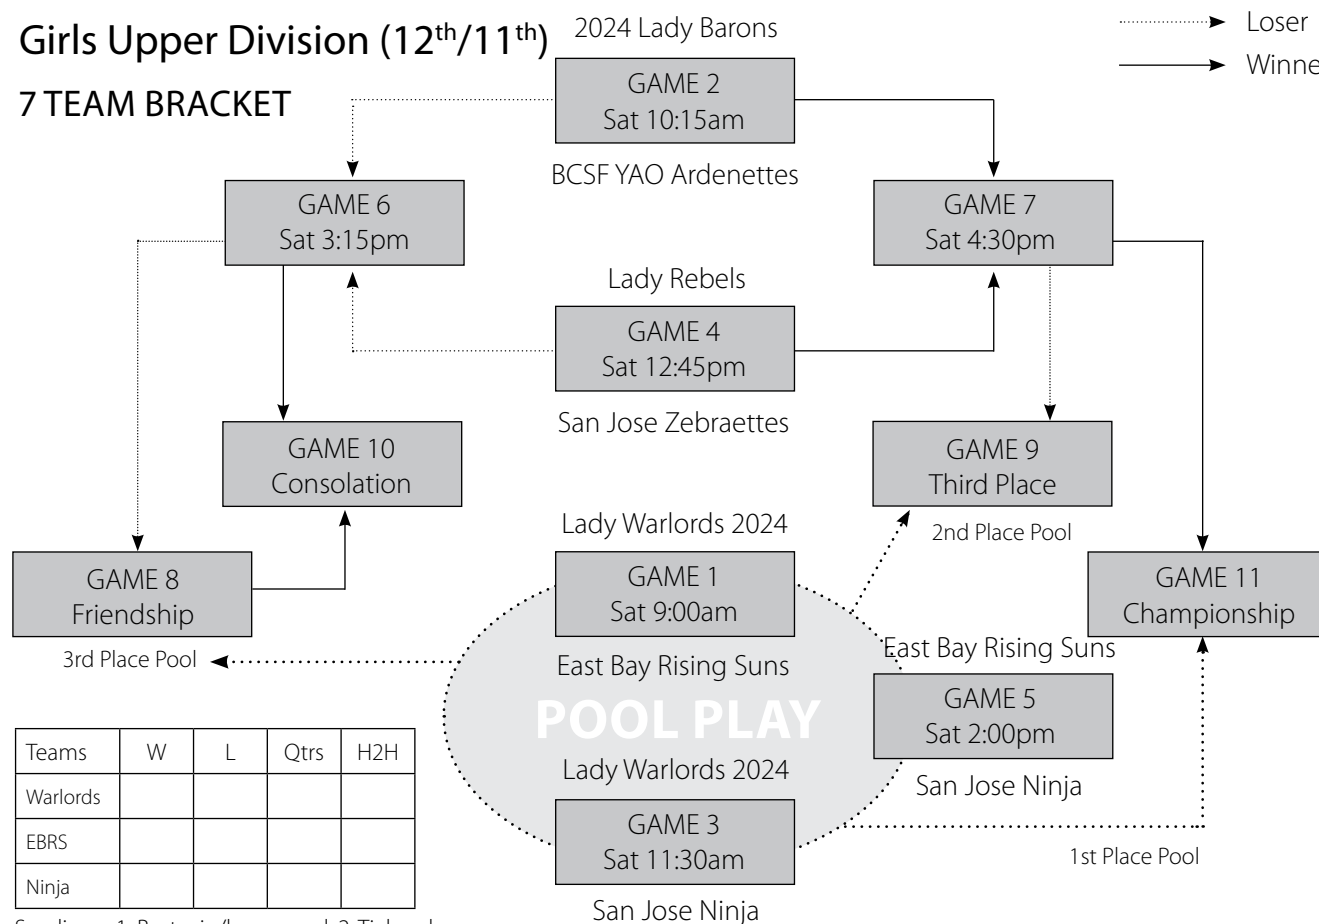 Girls Upper Division (12th/11th)
7 TEAM BRACKET
Loser
Winne
2024 Lady Barons
GAME 2
Sat 10:15am
BCSF YAO Ardenettes
GAME 6
Sat 3:15pm
GAME 7
Sat 4:30pm
Lady Rebels
GAME 4
Sat 12:45pm
San Jose Zebraettes
GAME 10
Consolation
GAME 9
Third Place
2nd Place Pool
Lady Warlords 2024
GAME 1
Sat 9:00am
East Bay Rising Suns
GAME 8
Friendship
3rd Place Pool
GAME 11
Championship
East Bay Rising Suns
GAME 5
Sat 2:00pm
San Jose Ninja
POOL PLAY
Lady Warlords 2024
GAME 3
Sat 11:30am
San Jose Ninja
1st Place Pool
Teams W L Qtrs H2H
Warlords
EBRS
Ninja